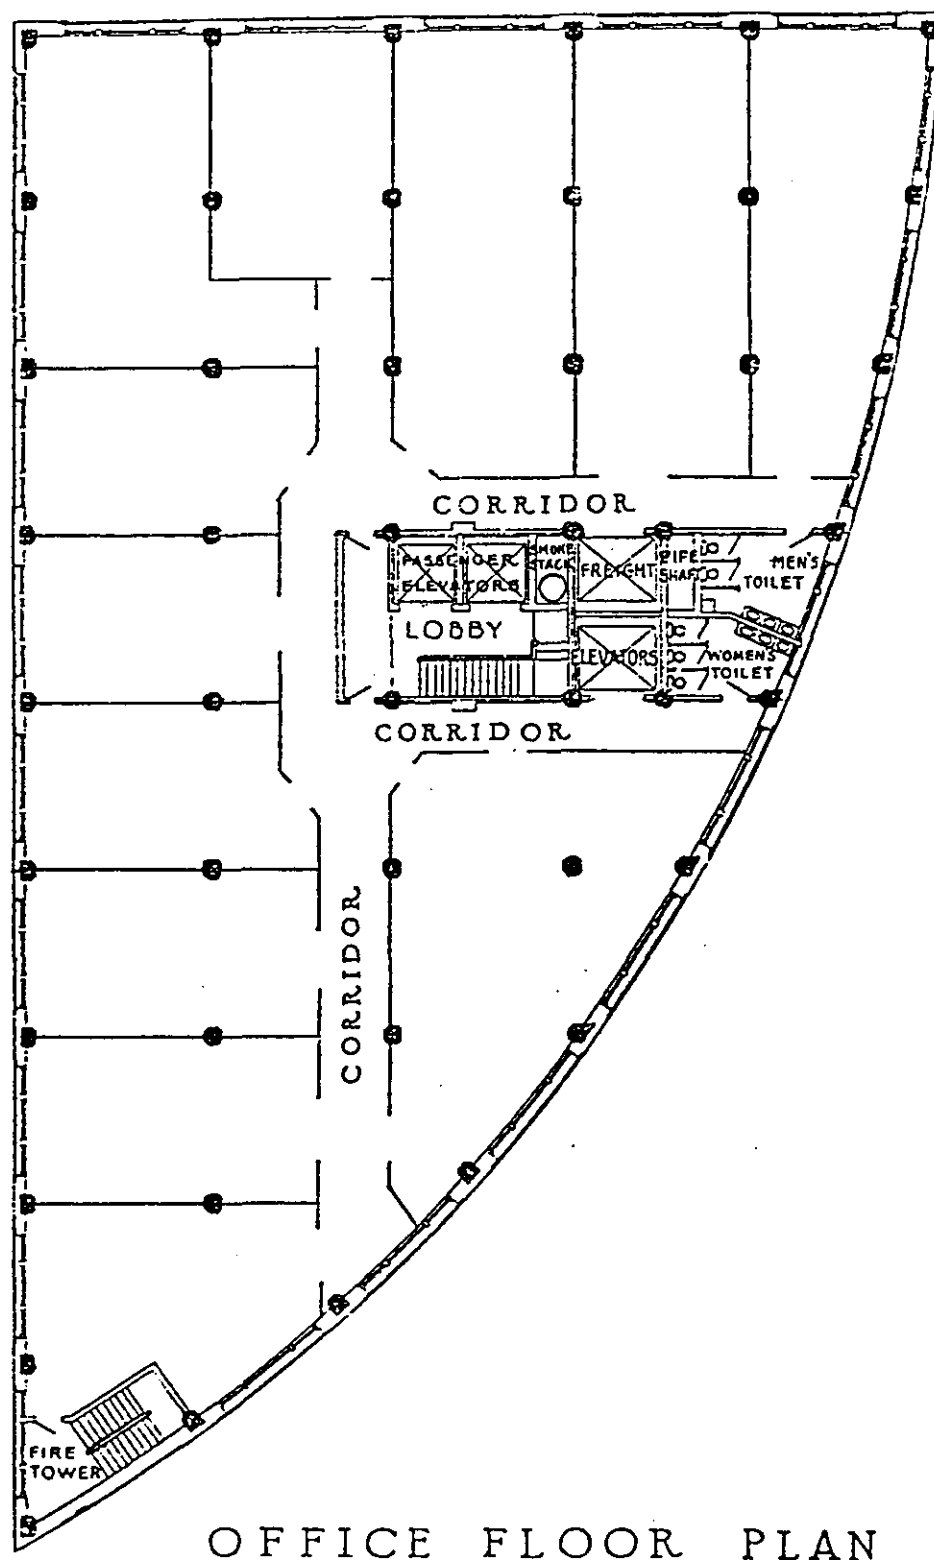 CORRIDOR
PASSENGER
ELEVATORS
SMOKE
STACK
FREIGHT
PIPE
SHAFT
MEN'S
TOILET
LOBBY
ELEVATORS
WOMEN'S
TOILET
CORRIDOR
CORRIDOR
FIRE
TOWER
OFFICE FLOOR PLAN